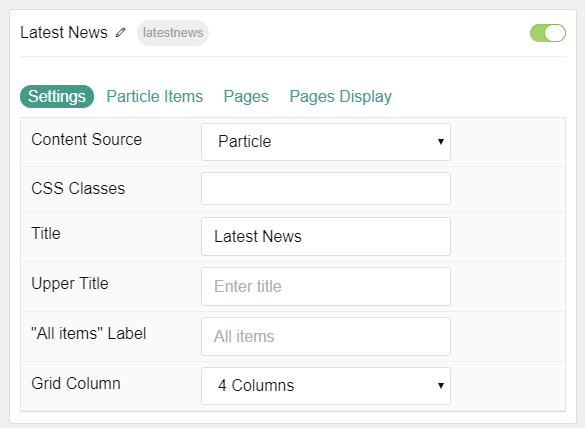 Latest News latestnews
Settings Particle Items Pages Pages Display
Content Source Particle
CSS Classes
Title Latest News
Upper Title Enter title
"All items" Label All items
Grid Column 4 Columns